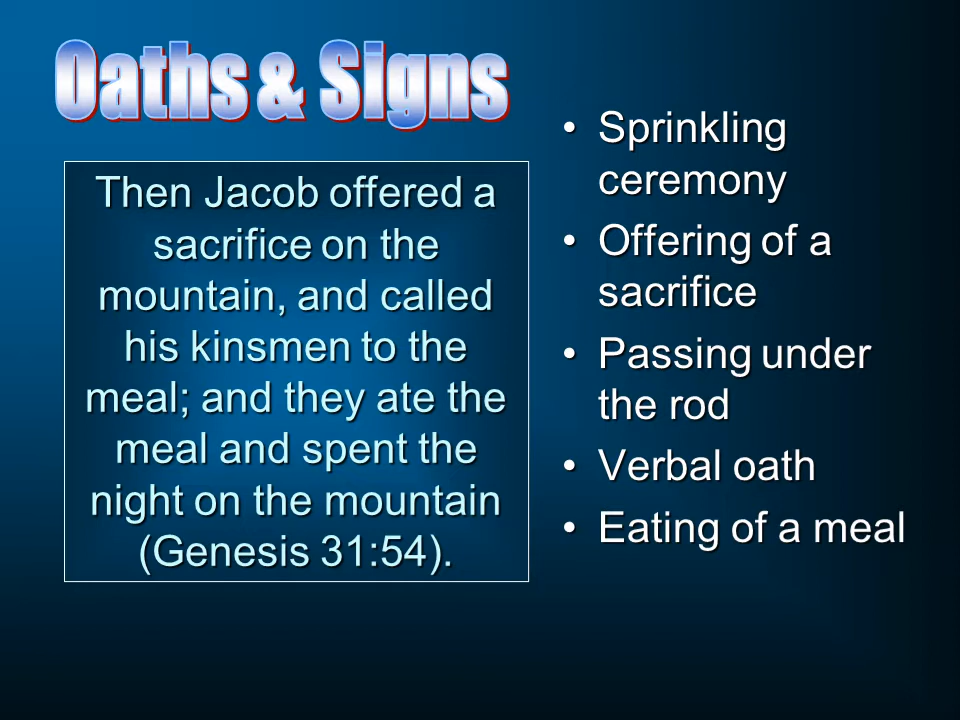 Oaths & Signs
Then Jacob offered a
sacrifice on the
mountain, and called
his kinsmen to the
meal; and they ate the
meal and spent the
night on the mountain
(Genesis 31:54).
• Sprinkling
ceremony
• Offering of a
sacrifice
• Passing under
the rod
• Verbal oath
• Eating of a meal